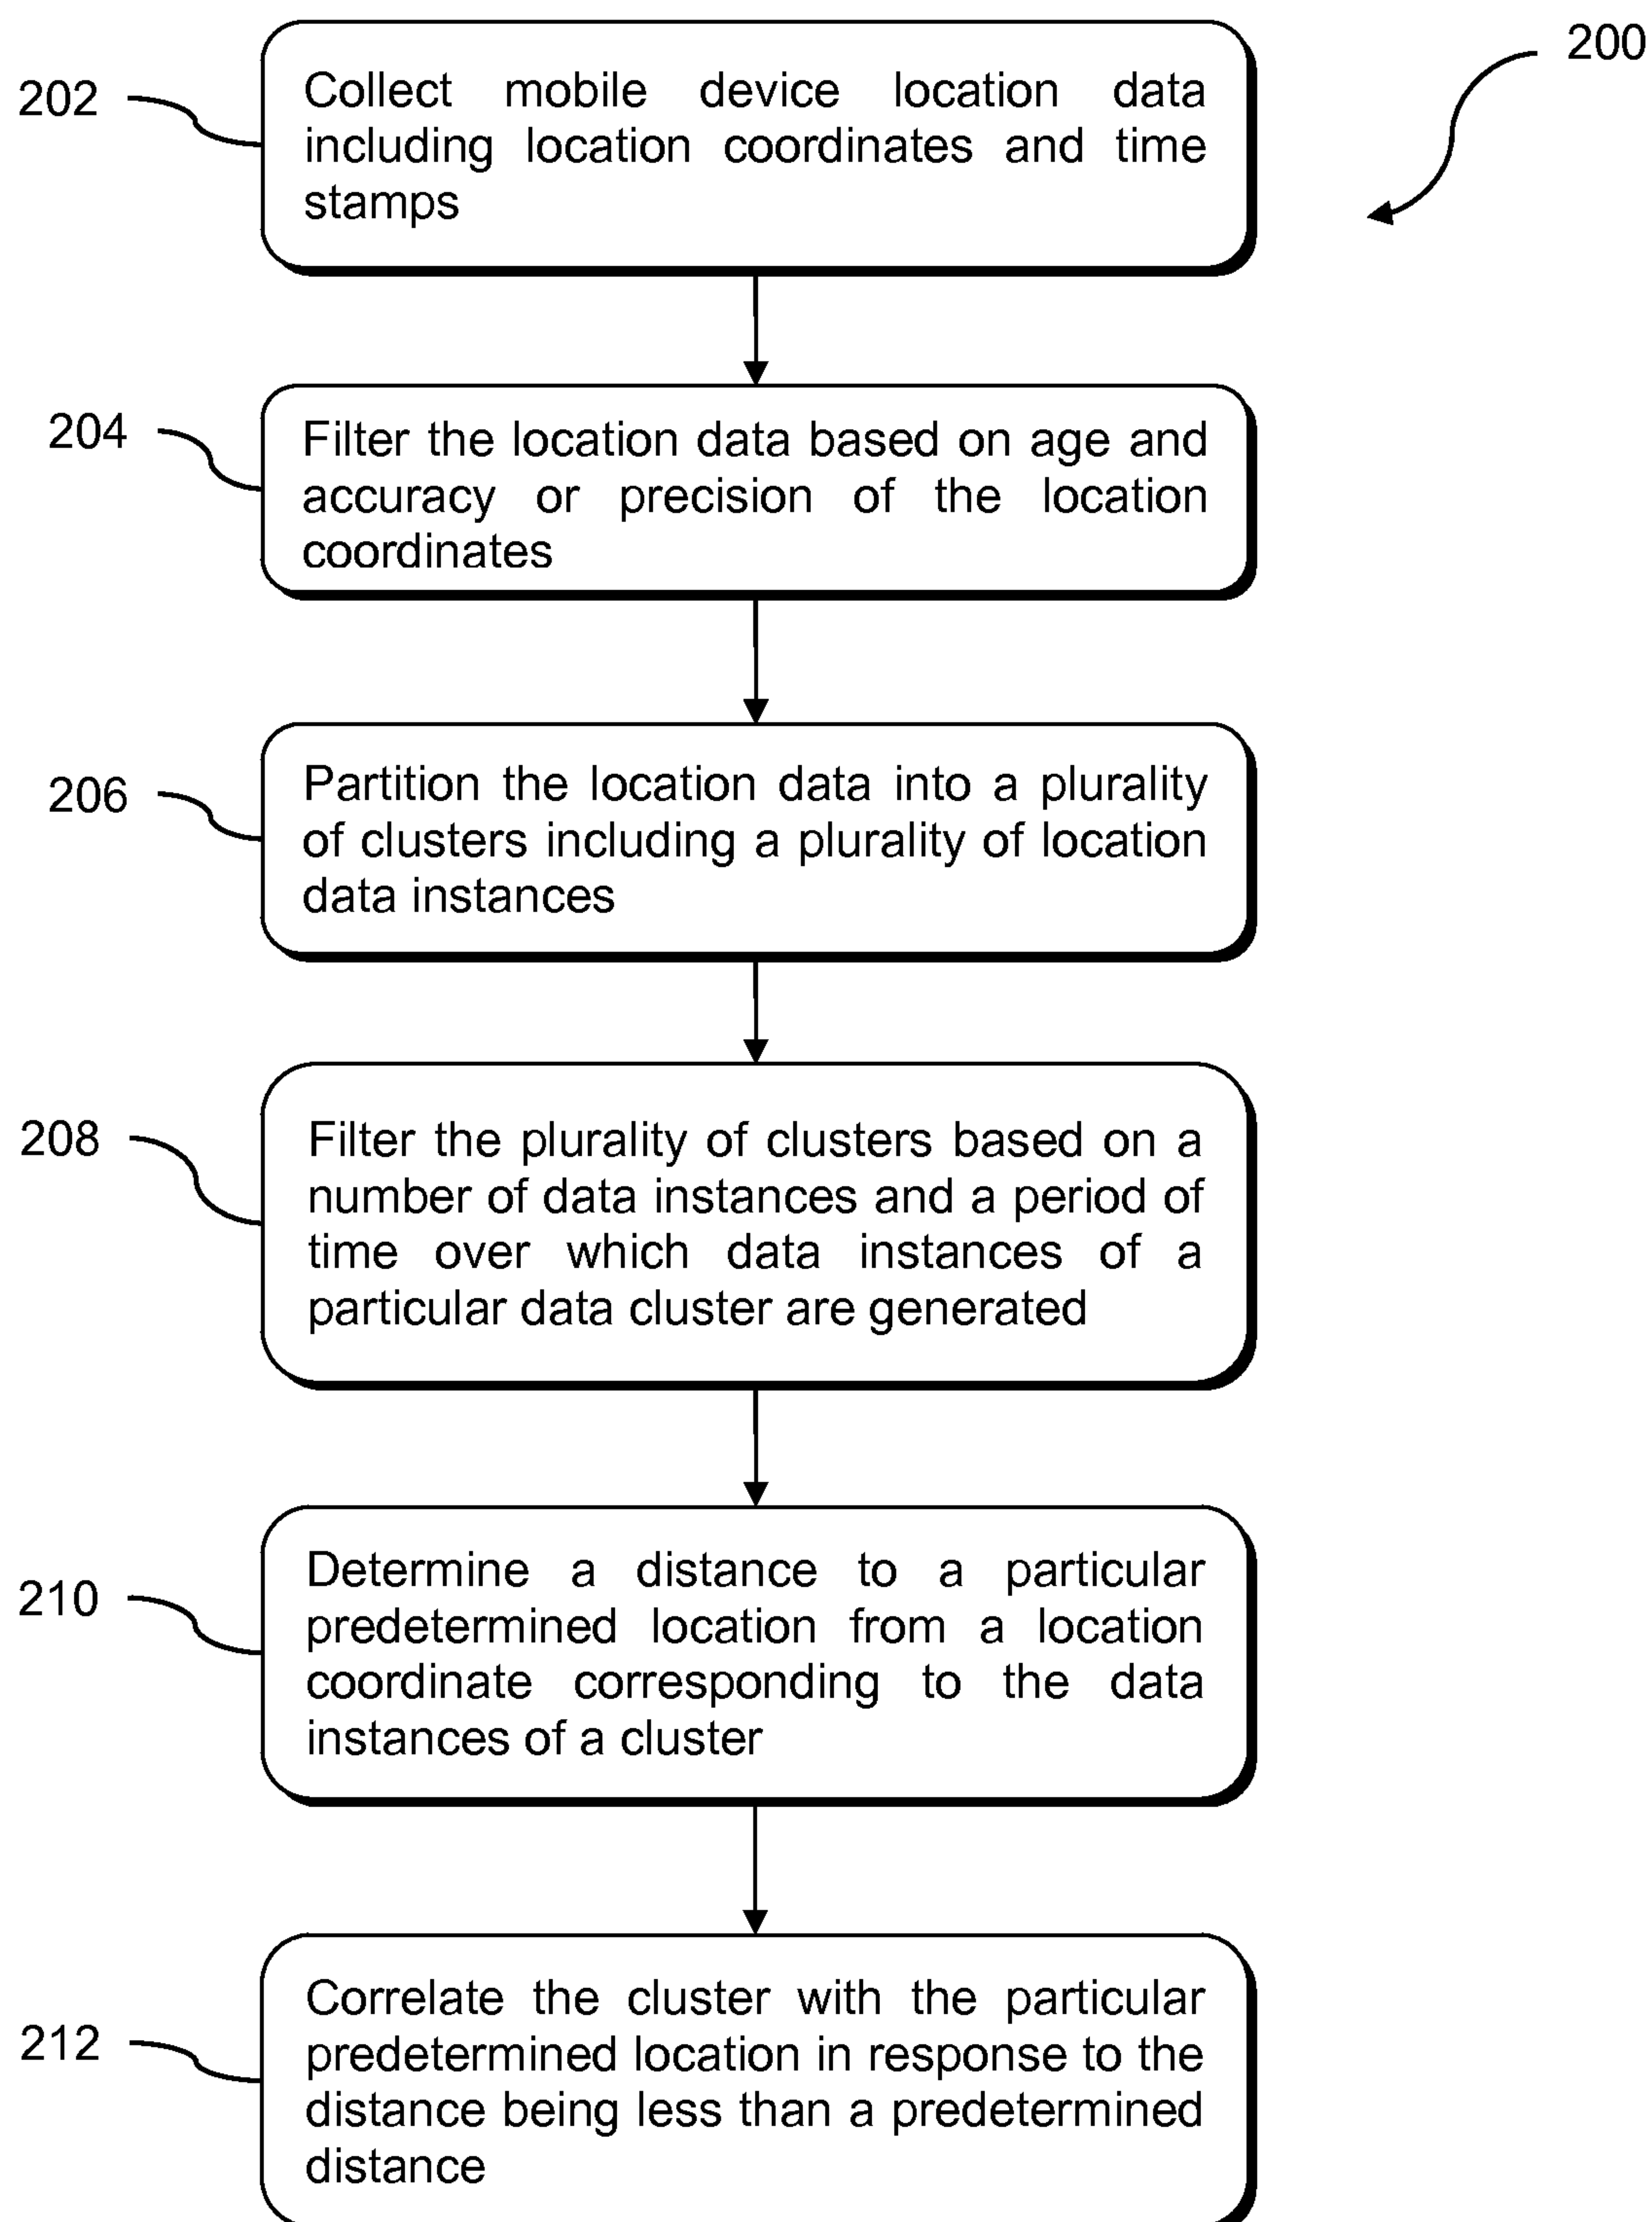 200
202
Collect mobile device location data
including location coordinates and time
stamps
204
Filter the location data based on age and
accuracy or precision of the location
coordinates
206
Partition the location data into a plurality
of clusters including a plurality of location
data instances
208
Filter the plurality of clusters based on a
number of data instances and a period of
time over which data instances of a
particular data cluster are generated
210
Determine a distance to a particular
predetermined location from a location
coordinate corresponding to the data
instances of a cluster
212
Correlate the cluster with the particular
predetermined location in response to the
distance being less than a predetermined
distance